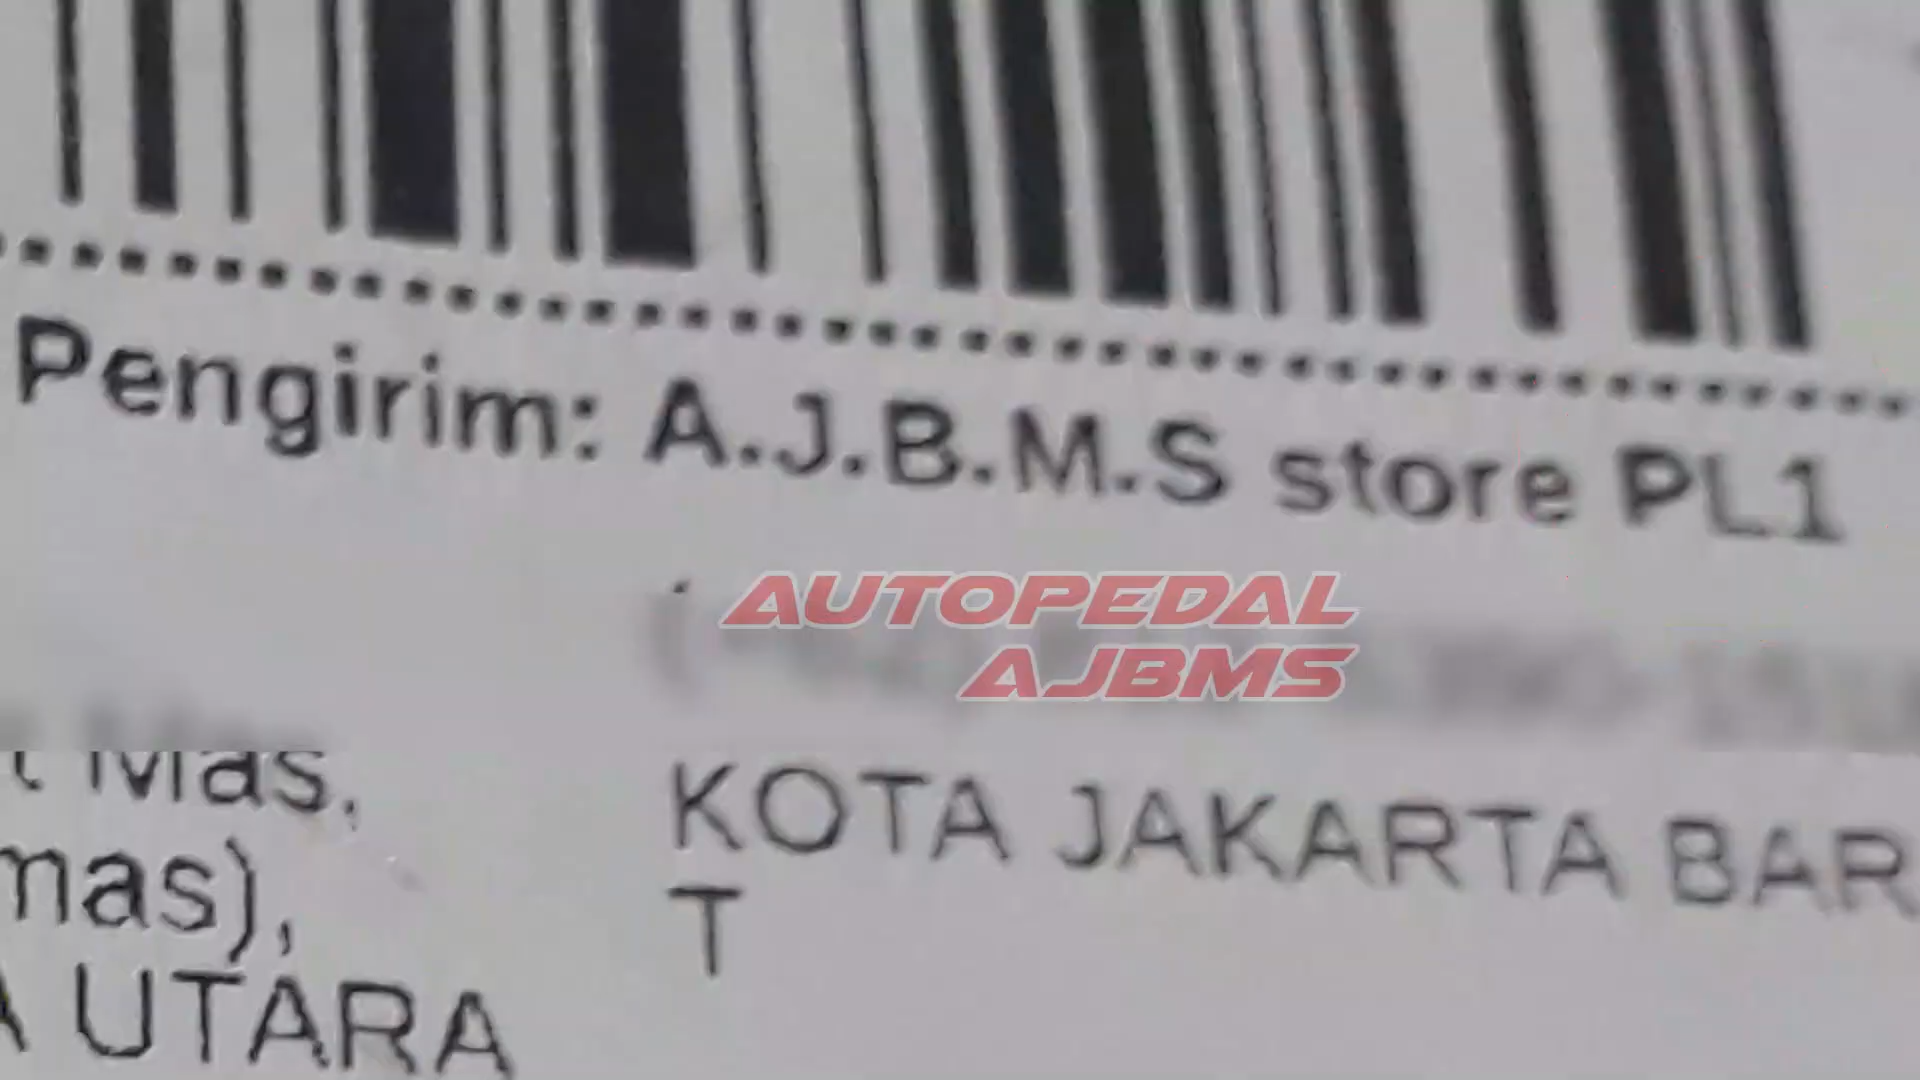 Pengirim: A.J.B.M.S store PL1
AUTOPEDAL
AJBMS
Mas,
KOTA JAKARTA BAR
T
mas),
UTARA